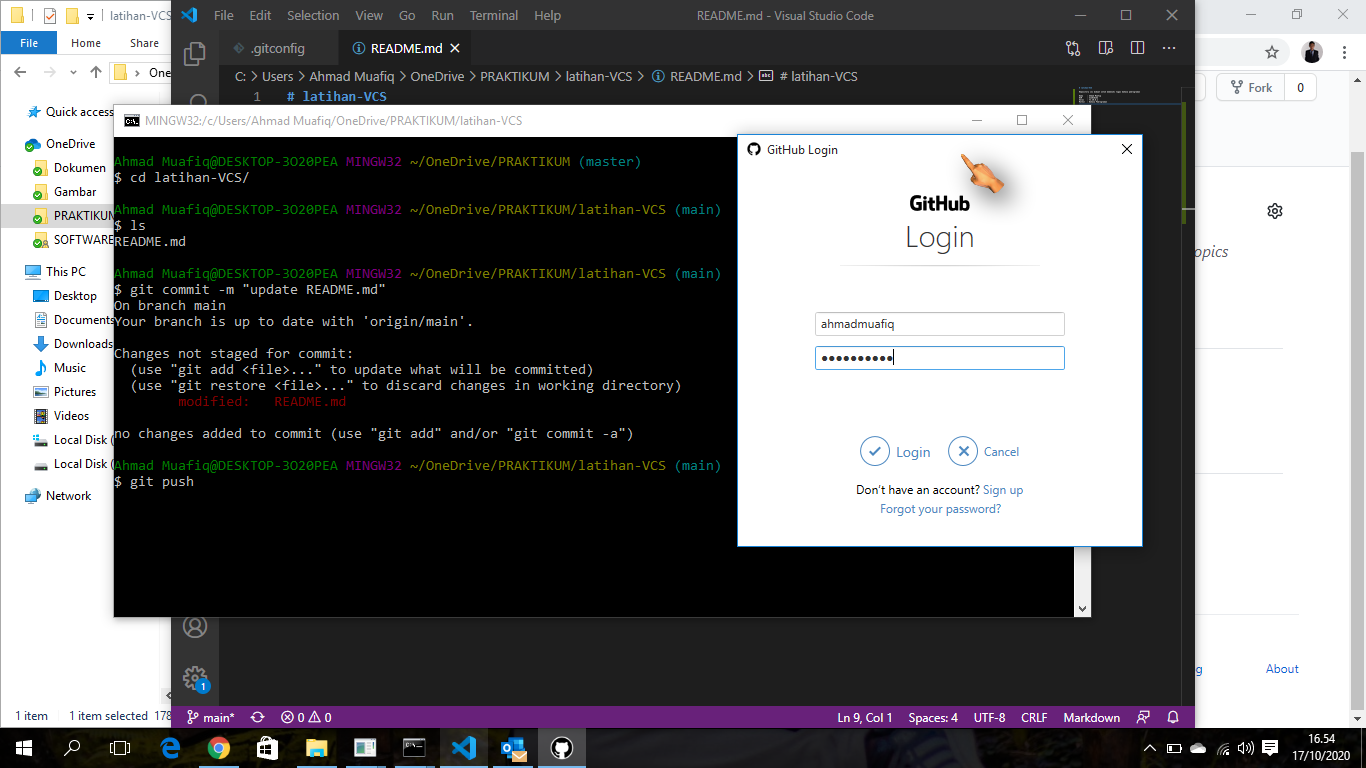 latihan-VCS
File
Home
Share
One
Quick access
OneDrive
Dokumen
Gambar
PRAKTIKUM
SOFTWARE
This PC
Desktop
Documents
Downloads
Music
Pictures
Videos
Local Disk (
Local Disk (
Network
1 item 1 item selected 178
File Edit Selection View Go Run Terminal Help
README.md - Visual Studio Code
.gitconfig
README.md
C: > Users > Ahmad Muafiq > OneDrive > PRAKTIKUM > latihan-VCS > README.md > abc # latihan-VCS
1 # latihan-VCS
MINGW32:/c/Users/Ahmad Muafiq/OneDrive/PRAKTIKUM/latihan-VCS
Ahmad Muafiq@DESKTOP-3O20PEA MINGW32 ~/OneDrive/PRAKTIKUM (master)
$ cd latihan-VCS/
Ahmad Muafiq@DESKTOP-3O20PEA MINGW32 ~/OneDrive/PRAKTIKUM/latihan-VCS (main)
$ ls
README.md
Ahmad Muafiq@DESKTOP-3O20PEA MINGW32 ~/OneDrive/PRAKTIKUM/latihan-VCS (main)
$ git commit -m "update README.md"
On branch main
Your branch is up to date with 'origin/main'.
Changes not staged for commit:
(use "git add <file>..." to update what will be committed)
(use "git restore <file>..." to discard changes in working directory)
modified: README.md
no changes added to commit (use "git add" and/or "git commit -a")
Ahmad Muafiq@DESKTOP-3O20PEA MINGW32 ~/OneDrive/PRAKTIKUM/latihan-VCS (main)
$ git push
GitHub Login
GitHub
Login
ahmadmuafiq
••••••••••
Login
Cancel
Don't have an account? Sign up
Forgot your password?
1
main*
0 0
Ln 9, Col 1 Spaces: 4 UTF-8 CRLF Markdown
Fork 0
opics
g
About
16.54
17/10/2020